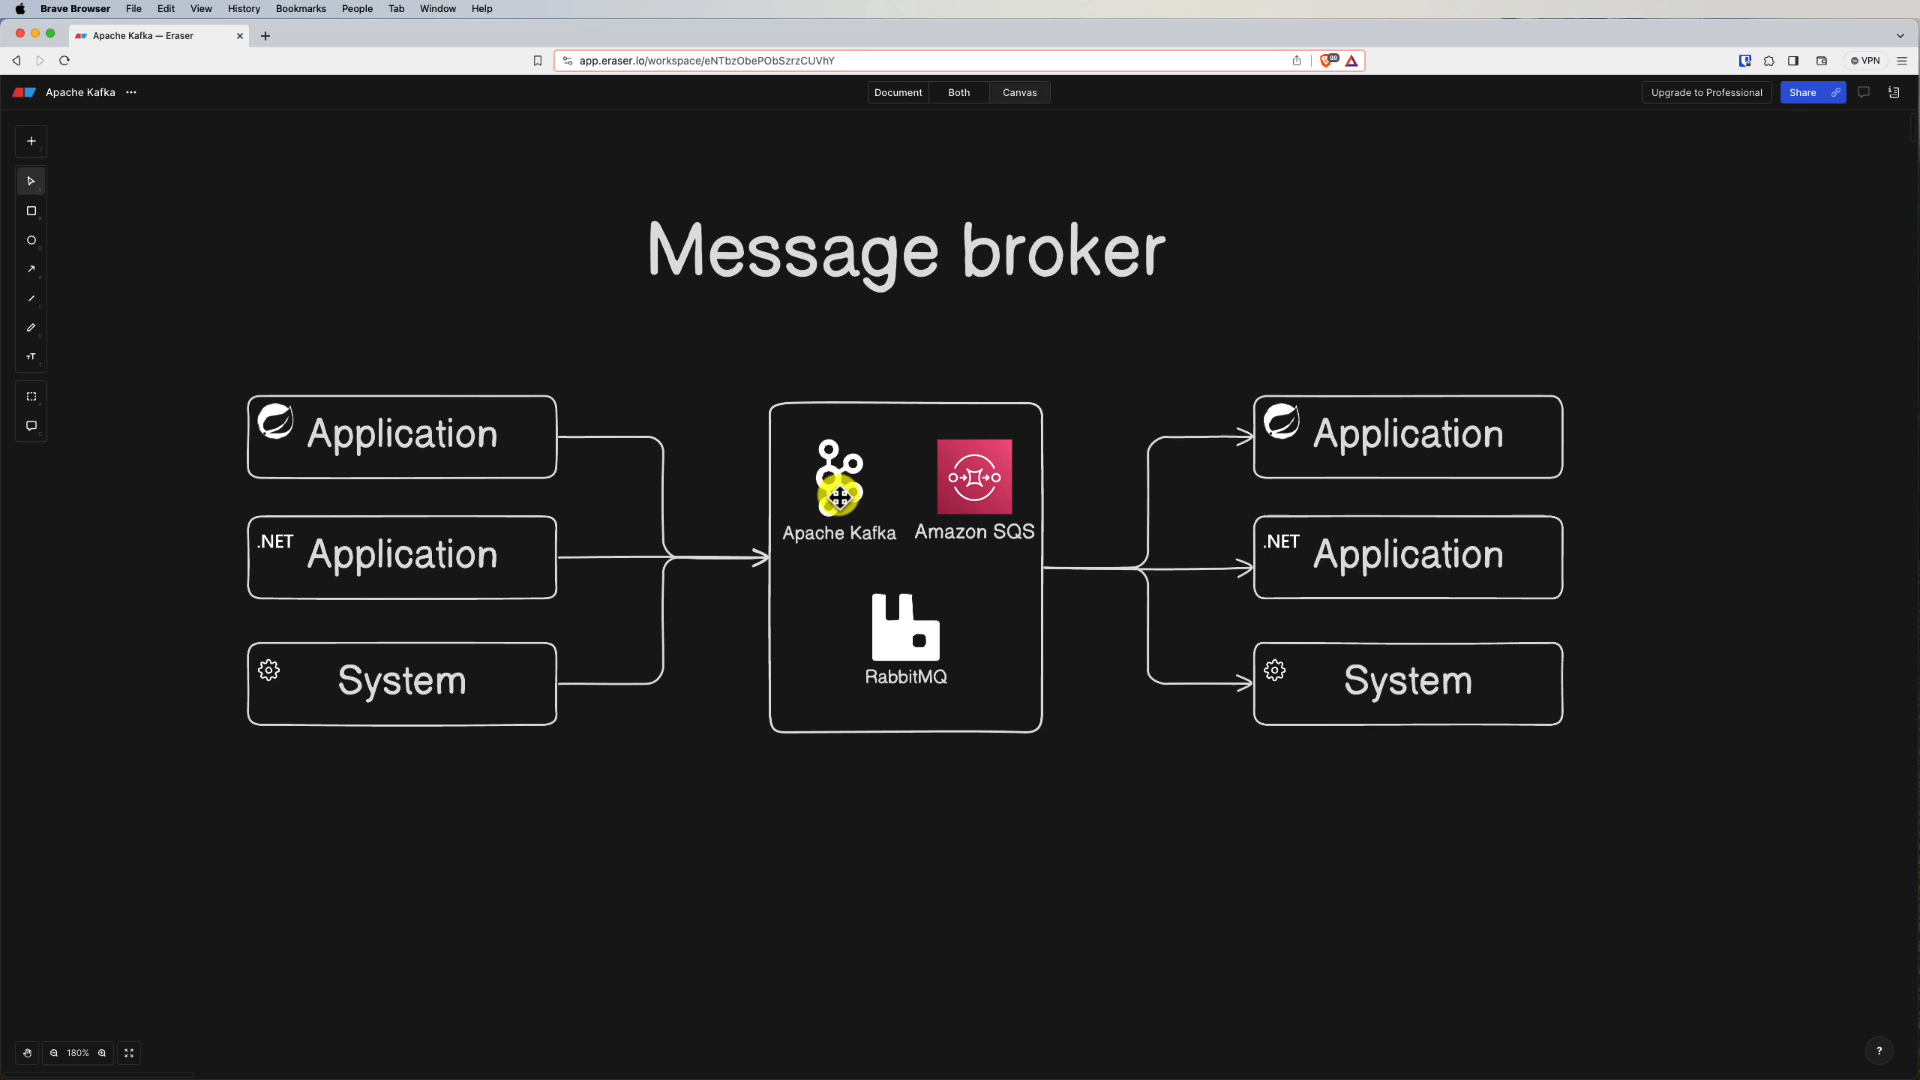 Brave Browser File Edit View History Bookmarks People Tab Window Help
Apache Kafka — Eraser
app.eraser.io/workspace/eNTbzObePObSzrzCUVhY
VPN
Apache Kafka
Document Both Canvas
Upgrade to Professional
Share
Message broker
Application
.NET Application
System
Apache Kafka
Amazon SQS
RabbitMQ
Application
.NET Application
System
180%
?